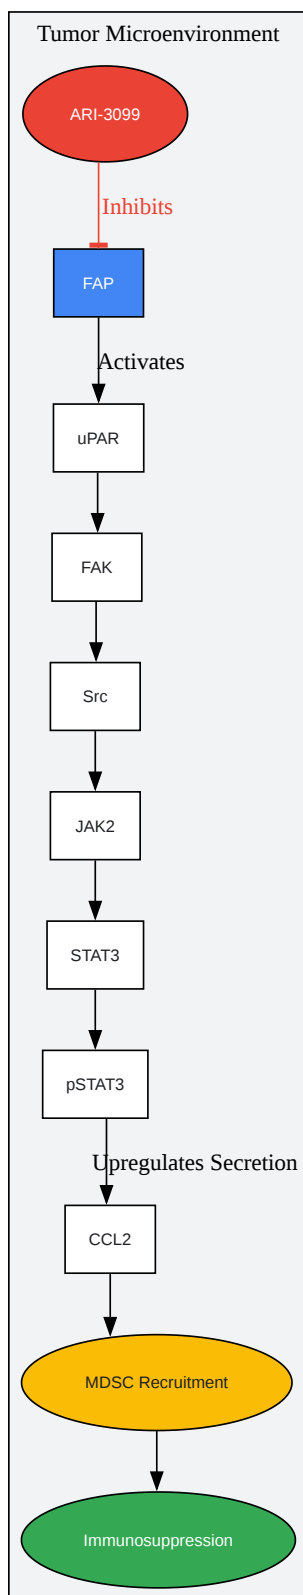 Tumor Microenvironment
ARI-3099
Inhibits
FAP
Activates
uPAR
FAK
Src
JAK2
STAT3
pSTAT3
Upregulates Secretion
CCL2
MDSC Recruitment
Immunosuppression